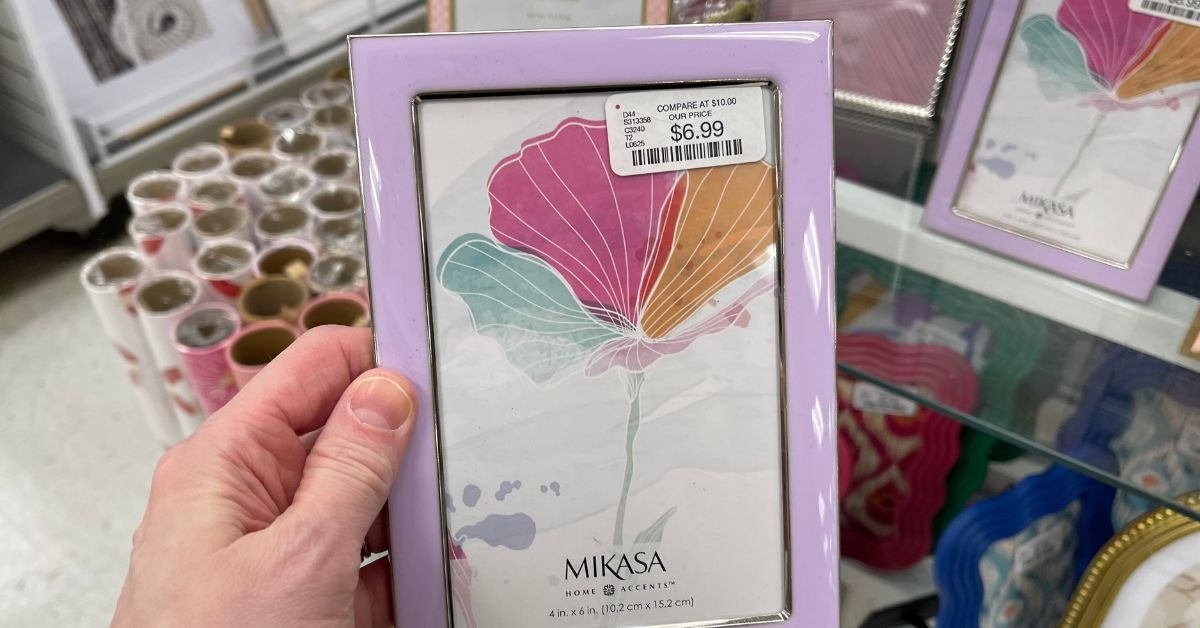 D44
S313358
C3240
T2
L0625
COMPARE AT $10.00
OUR PRICE
$6.99
MIKASA
HOME ACCENTS™
4 in. x 6 in. (10.2 cm x 15.2 cm)
MIKASA